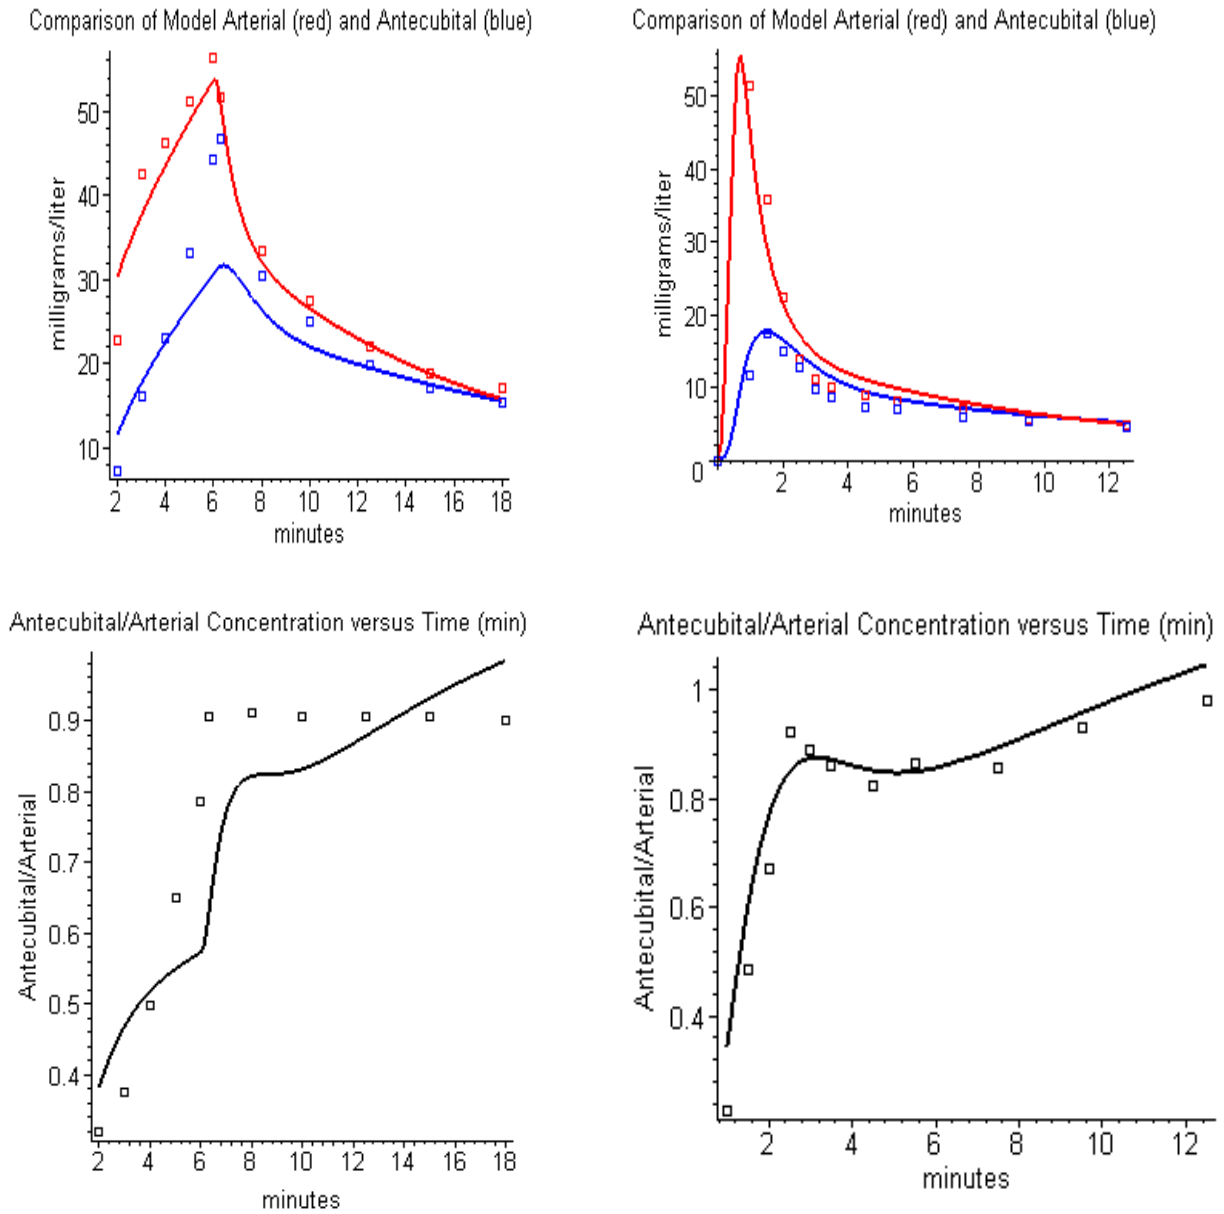 Comparison of Model Arterial (red) and Antecubital (blue)
milligrams/liter
50
40
30
20
10
2 4 6 8 10 12 14 16 18
minutes
Comparison of Model Arterial (red) and Antecubital (blue)
milligrams/liter
50
40
30
20
10
0
2 4 6 8 10 12
minutes
Antecubital/Arterial Concentration versus Time (min)
Antecubital/Arterial
0.9
0.8
0.7
0.6
0.5
0.4
2 4 6 8 10 12 14 16 18
minutes
Antecubital/Arterial Concentration versus Time (min)
Antecubital/Arterial
1
0.8
0.6
0.4
2 4 6 8 10 12
minutes